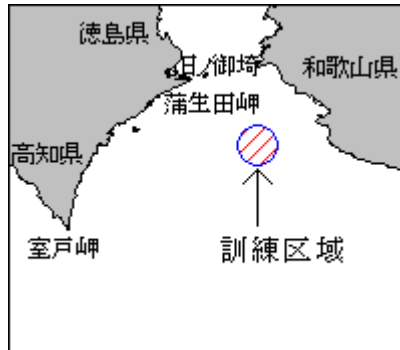 徳島県
日ノ御埼
和歌山県
蒲生田岬
高知県
室戸岬
訓練区域